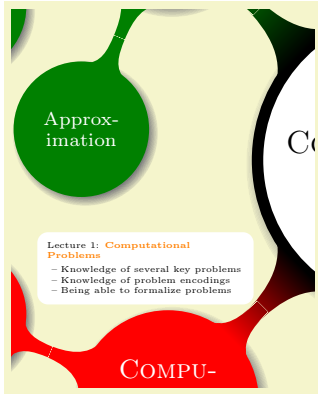 Approx-
imation
Co
Lecture 1: Computational
Problems
– Knowledge of several key problems
– Knowledge of problem encodings
– Being able to formalize problems
COMPU-